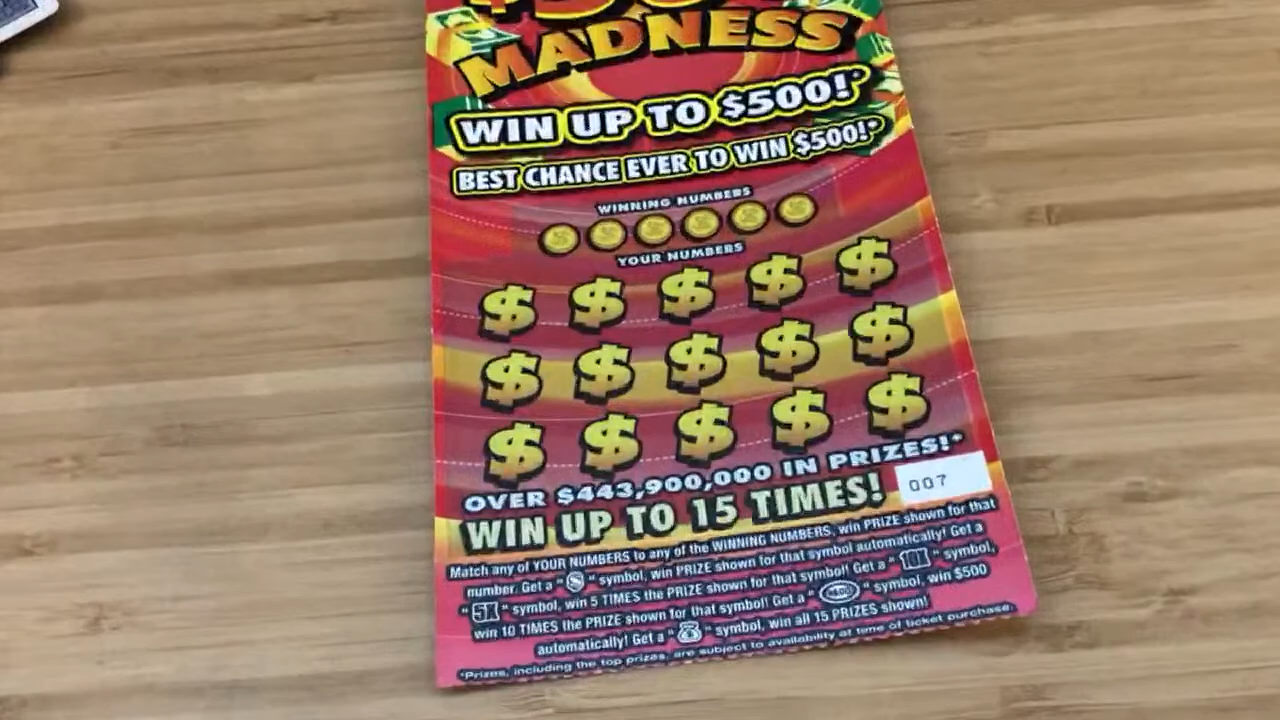 MADNESS
WIN UP TO $500!*
BEST CHANCE EVER TO WIN $500!*
WINNING NUMBERS
YOUR NUMBERS
$ $ $ $ $
$ $ $ $ $
$ $ $ $ $
OVER $443,900,000 IN PRIZES!*
WIN UP TO 15 TIMES!
007
Match any of YOUR NUMBERS to any of the WINNING NUMBERS, win PRIZE shown for that
number. Get a " " symbol, win PRIZE shown for that symbol automatically! Get a
"5X" symbol, win 5 TIMES the PRIZE shown for that symbol! Get a "10X" symbol,
win 10 TIMES the PRIZE shown for that symbol! Get a " " symbol, win $500
automatically! Get a " " symbol, win all 15 PRIZES shown!
*Prizes, including the top prizes, are subject to availability at time of ticket purchase.